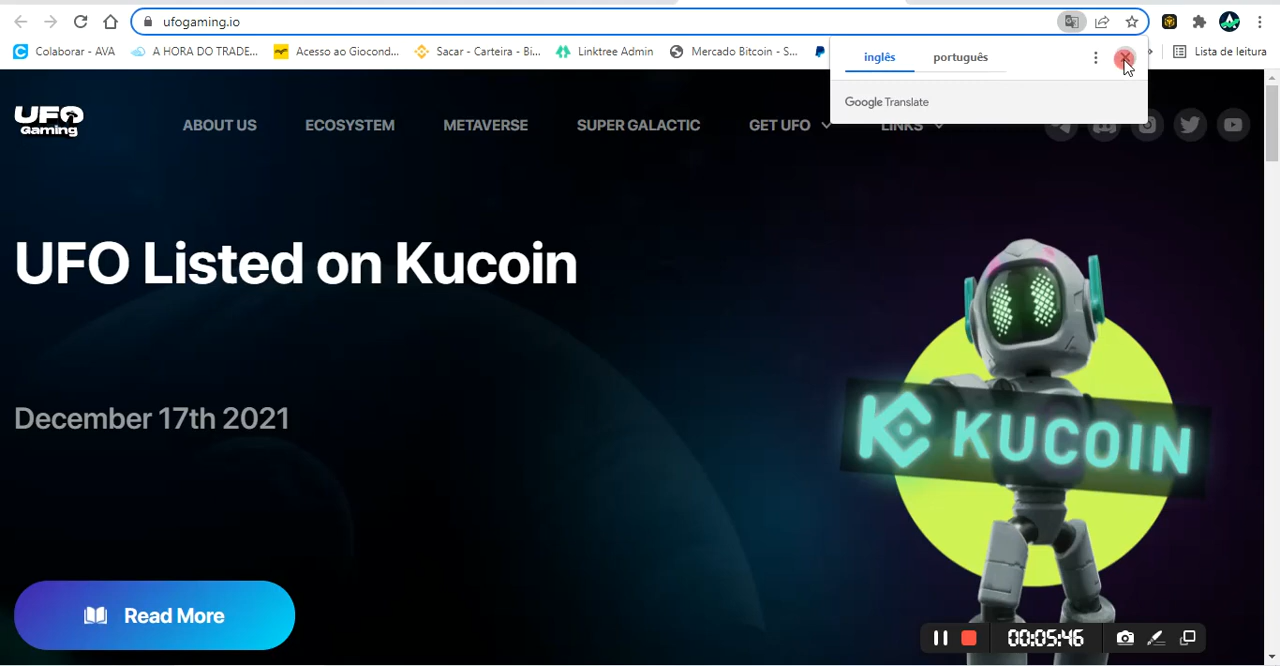 ufogaming.io
Colaborar - AVA
A HORA DO TRADE...
Acesso ao Giocond...
Sacar - Carteira - Bi...
Linktree Admin
Mercado Bitcoin - S...
Lista de leitura
inglês
português
Google Translate
UFO
Gaming
ABOUT US
ECOSYSTEM
METAVERSE
SUPER GALACTIC
GET UFO
LINKS
UFO Listed on Kucoin
December 17th 2021
KUCOIN
Read More
00:05:46